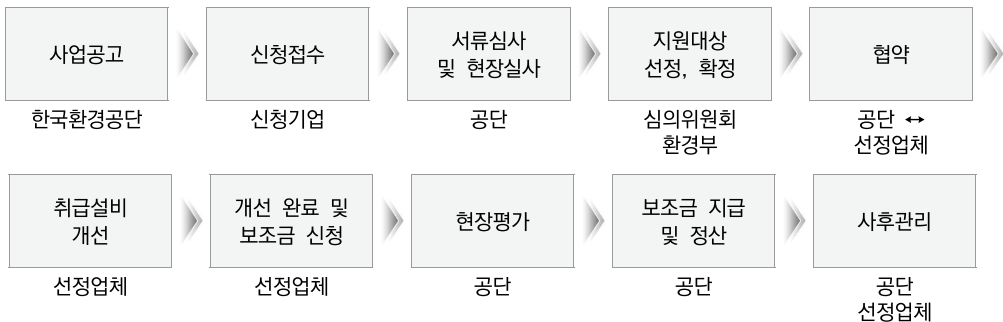 사업공고
한국환경공단
신청접수
신청기업
서류심사
및 현장실사
공단
지원대상
선정, 확정
심의위원회
환경부
협약
공단 ↔
선정업체
취급설비
개선
선정업체
개선 완료 및
보조금 신청
선정업체
현장평가
공단
보조금 지급
및 정산
공단
사후관리
공단
선정업체